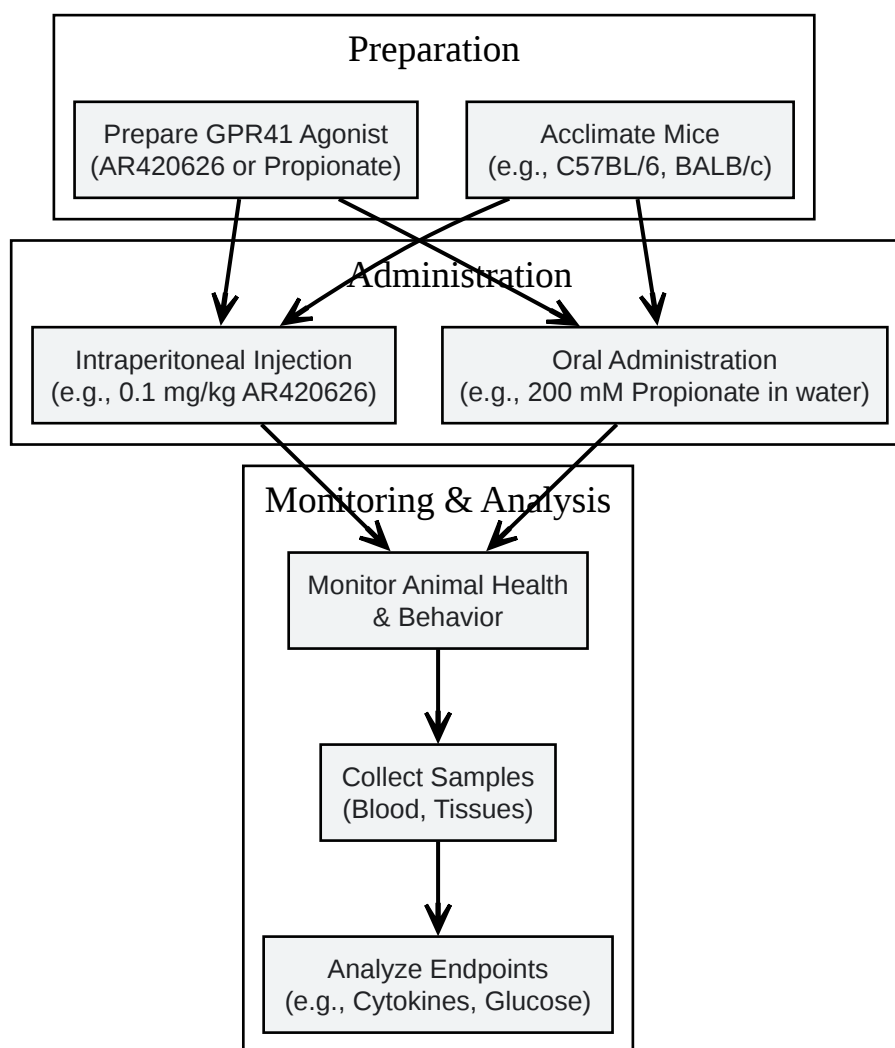 Preparation
Prepare GPR41 Agonist
(AR420626 or Propionate)
Acclimate Mice
(e.g., C57BL/6, BALB/c)
Administration
Intraperitoneal Injection
(e.g., 0.1 mg/kg AR420626)
Oral Administration
(e.g., 200 mM Propionate in water)
Monitoring & Analysis
Monitor Animal Health
& Behavior
Collect Samples
(Blood, Tissues)
Analyze Endpoints
(e.g., Cytokines, Glucose)